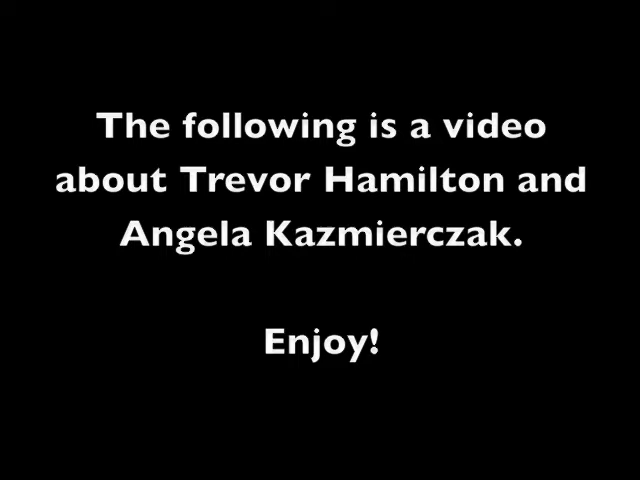 The following is a video
about Trevor Hamilton and
Angela Kazmierczak.
Enjoy!